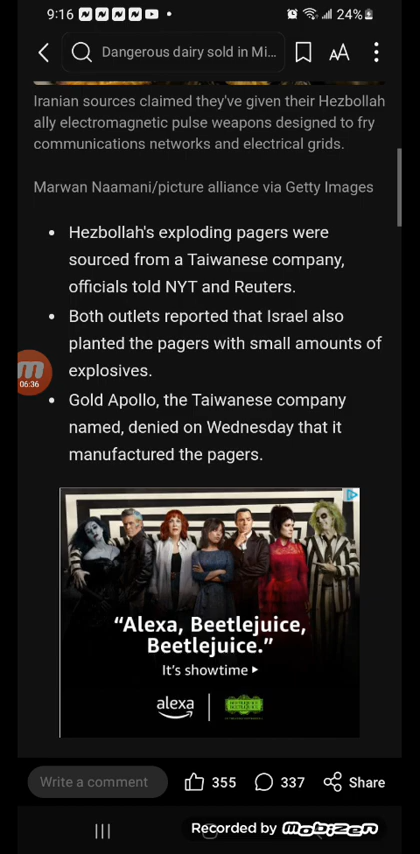 9:16 24%
Dangerous dairy sold in Mi... AA
Iranian sources claimed they've given their Hezbollah
ally electromagnetic pulse weapons designed to fry
communications networks and electrical grids.
Marwan Naamani/picture alliance via Getty Images
• Hezbollah's exploding pagers were
sourced from a Taiwanese company,
officials told NYT and Reuters.
• Both outlets reported that Israel also
planted the pagers with small amounts of
explosives.
06:36
• Gold Apollo, the Taiwanese company
named, denied on Wednesday that it
manufactured the pagers.
“Alexa, Beetlejuice,
Beetlejuice.”
It's showtime
alexa
Write a comment 355 337 Share
Recorded by mobizen